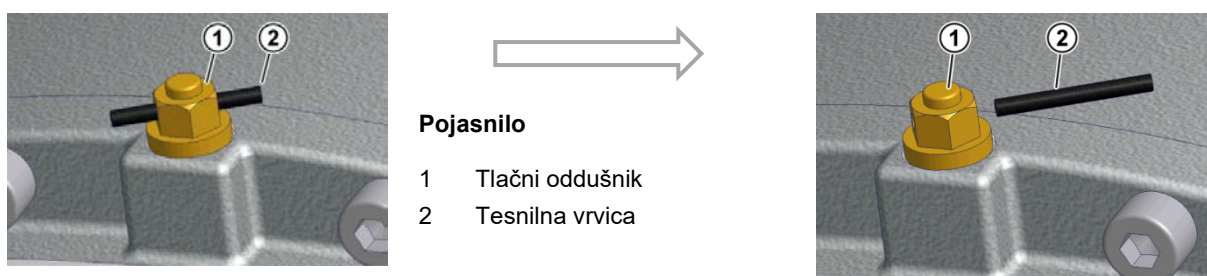 1 2
Pojasnilo
1 Tlačni oddušnik
2 Tesnilna vrvica
1 2